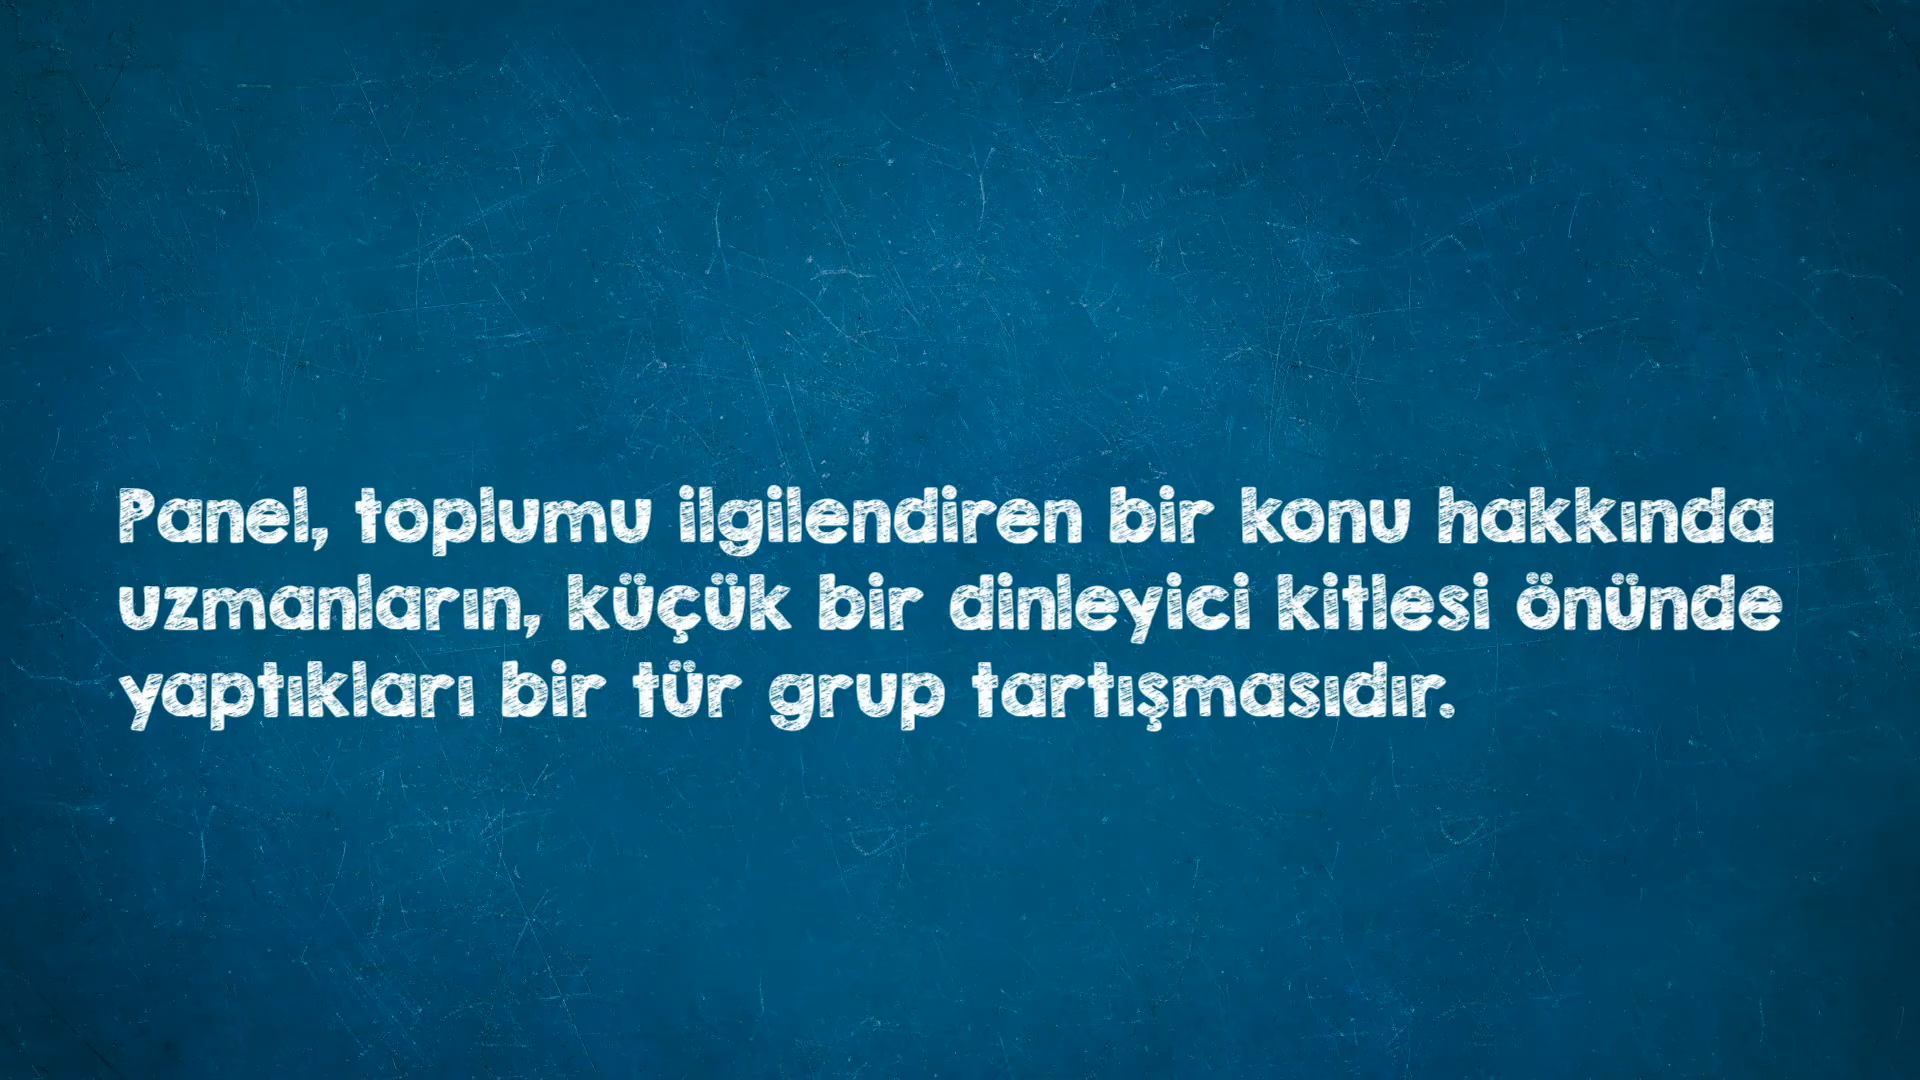 Panel, toplumu ilgilendiren bir konu hakkında
uzmanların, küçük bir dinleyici kitlesi önünde
yaptıkları bir tür grup tartışmasıdır.